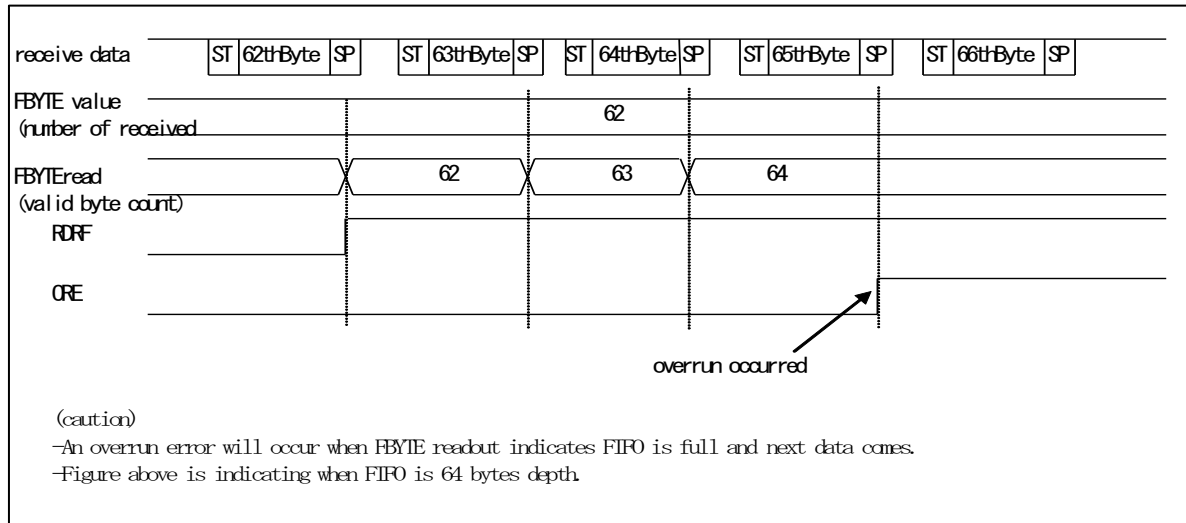 receive data ST 62thByte SP ST 63thByte SP ST 64thByte SP ST 65thByte SP ST 66thByte SP
FBYTE value
(number of received
62
FBYTEread
(valid byte count)
62 63 64
RDRF
ORE
overrun occurred
(caution)
-An overrun error will occur when FBYTE readout indicates FIFO is full and next data comes.
-Figure above is indicating when FIFO is 64 bytes depth.